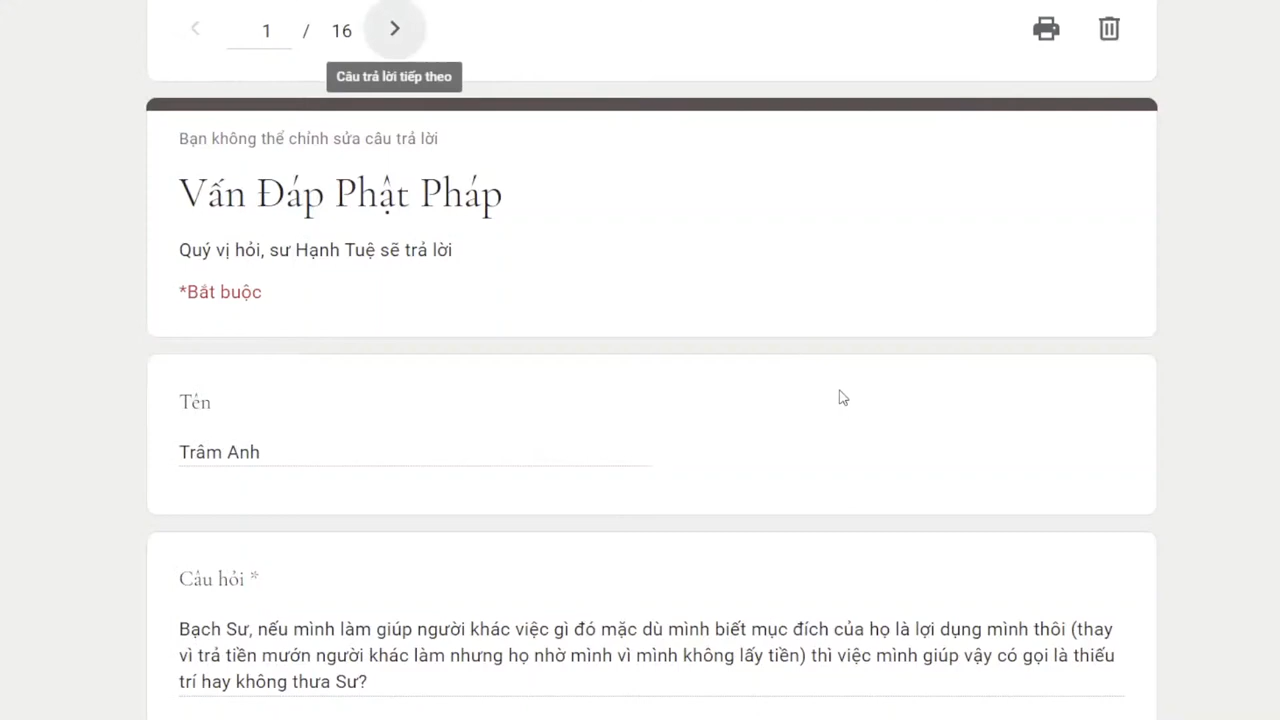 1 / 16
Câu trả lời tiếp theo
Bạn không thể chỉnh sửa câu trả lời
Vấn Đáp Phật Pháp
Quý vị hỏi, sư Hạnh Tuệ sẽ trả lời
*Bắt buộc
Tên
Trâm Anh
Câu hỏi *
Bạch Sư, nếu mình làm giúp người khác việc gì đó mặc dù mình biết mục đích của họ là lợi dụng mình thôi (thay
vì trả tiền mướn người khác làm nhưng họ nhờ mình vì mình không lấy tiền) thì việc mình giúp vậy có gọi là thiếu
trí hay không thưa Sư?